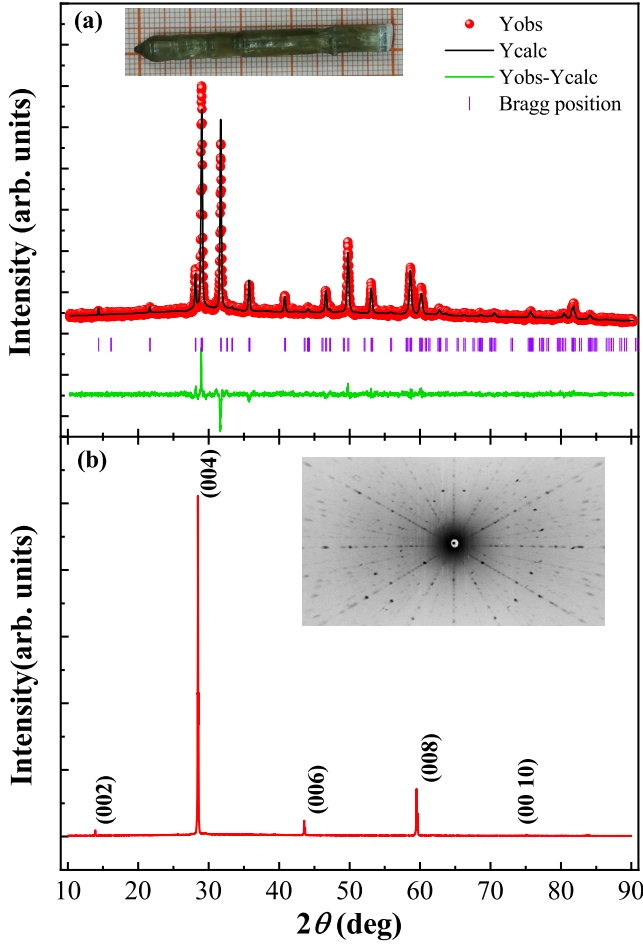 (a)
Yobs
Ycalc
Yobs-Ycalc
Bragg position
Intensity (arb. units)
(b)
(004)
(002)
(006)
(008)
(00 10)
Intensity(arb. units)
10 20 30 40 50 60 70 80 90
2θ (deg)